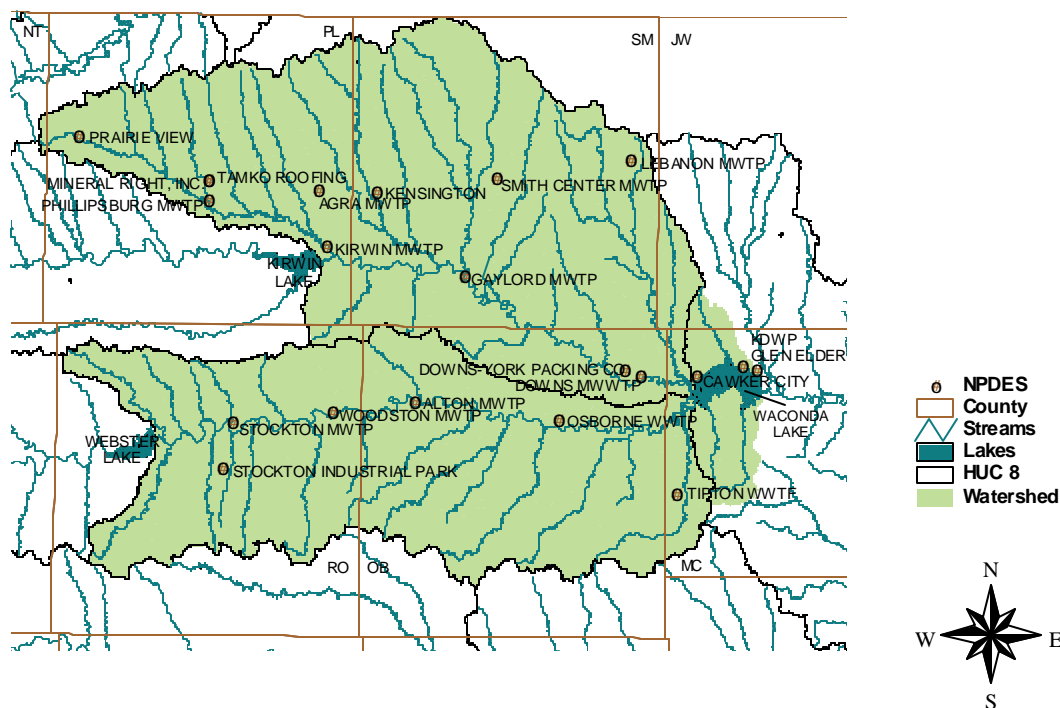 NT
PL
SM
JW
PRAIRIE VIEW
LEBANON MWTP
MINERAL RIGHT, INC.
TAMKO ROOFING
SMITH CENTER MWTP
KENSINGTON
PHILLIPSBURG MWTP
AGRA MWTP
KIRWIN MWTP
KIRWIN
LAKE
GAYLORD MWTP
KDWP
GLEN ELDER
DOWNS-YORK PACKING CO
DOWNS MWWTP
CAWKER CITY
WACONDA
LAKE
ALTON MWTP
WOODSTON MWTP
OSBORNE WWTP
STOCKTON MWTP
WEBSTER
LAKE
STOCKTON INDUSTRIAL PARK
TIPTON WWTF
RO
OB
MC
NPDES
County
Streams
Lakes
HUC 8
Watershed
N
W
E
S